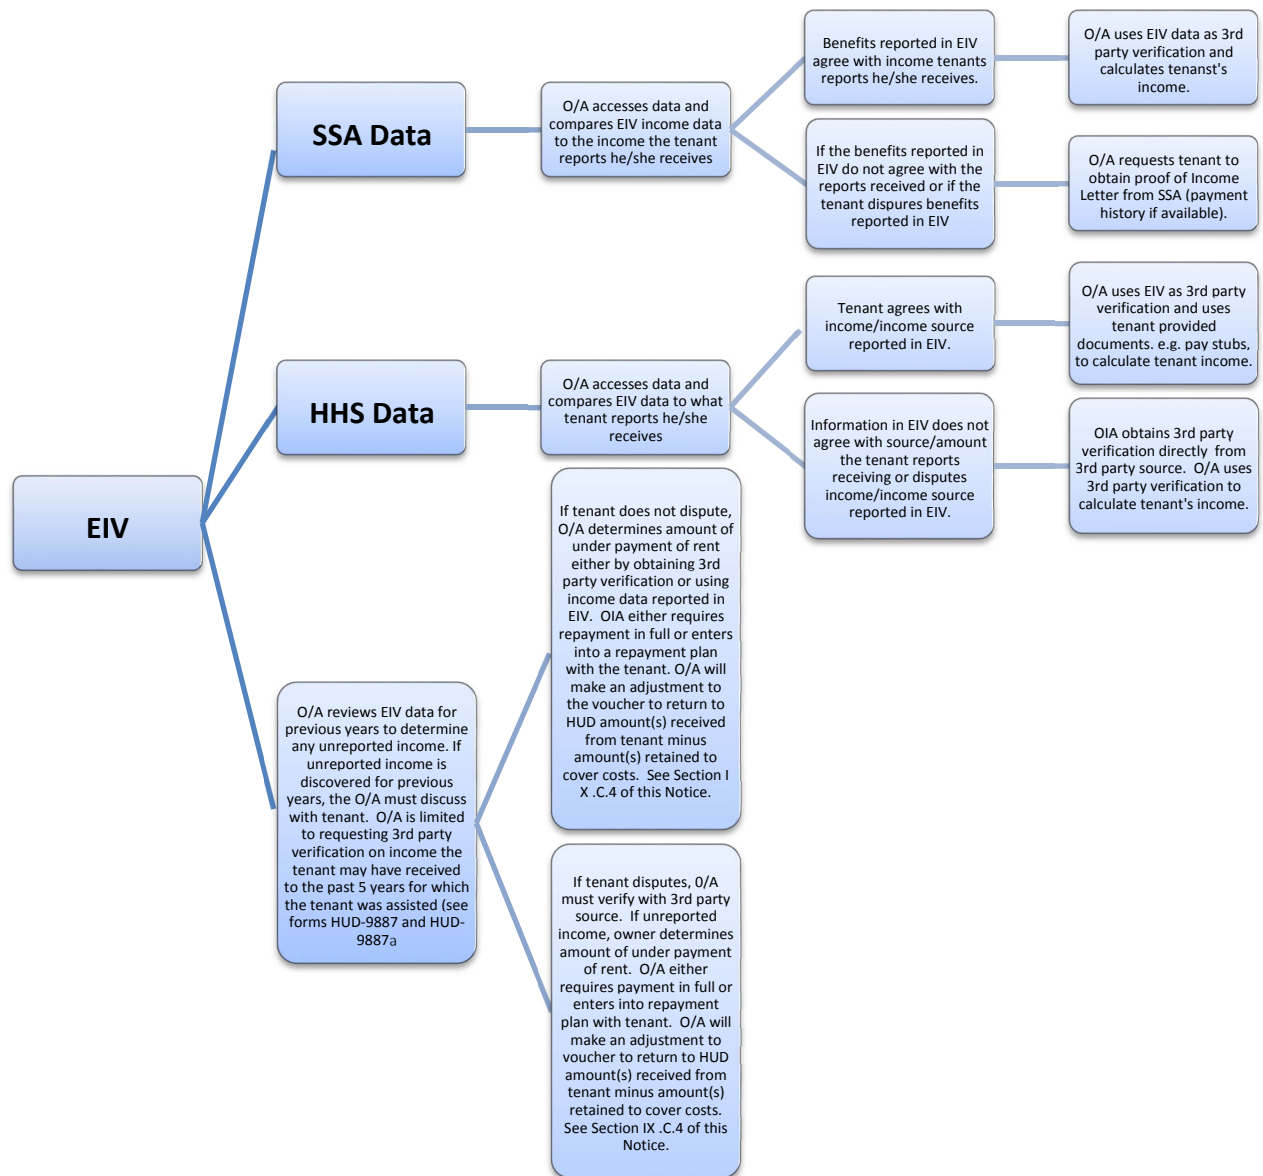 SSA Data
O/A accesses data and
compares EIV income data
to the income the tenant
reports he/she receives
Benefits reported in EIV
agree with income tenants
reports he/she receives.
O/A uses EIV data as 3rd
party verification and
calculates tenanst's
income.
If the benefits reported in
EIV do not agree with the
reports received or if the
tenant dispures benefits
reported in EIV
O/A requests tenant to
obtain proof of Income
Letter from SSA (payment
history if available).
HHS Data
O/A accesses data and
compares EIV data to what
tenant reports he/she
receives
Tenant agrees with
income/income source
reported in EIV.
O/A uses EIV as 3rd party
verification and uses
tenant provided
documents. e.g. pay stubs,
to calculate tenant income.
Information in EIV does not
agree with source/amount
the tenant reports
receiving or disputes
income/income source
reported in EIV.
OIA obtains 3rd party
verification directly from
3rd party source. O/A uses
3rd party verification to
calculate tenant's income.
EIV
O/A reviews EIV data for
previous years to determine
any unreported income. If
unreported income is
discovered for previous
years, the O/A must discuss
with tenant. O/A is limited
to requesting 3rd party
verification on income the
tenant may have received
to the past 5 years for which
the tenant was assisted (see
forms HUD-9887 and HUD-
9887a
If tenant does not dispute,
O/A determines amount of
under payment of rent
either by obtaining 3rd
party verification or using
income data reported in
EIV. OIA either requires
repayment in full or enters
into a repayment plan
with the tenant. O/A will
make an adjustment to
the voucher to return to
HUD amount(s) received
from tenant minus
amount(s) retained to
cover costs. See Section I
X .C.4 of this Notice.
If tenant disputes, 0/A
must verify with 3rd party
source. If unreported
income, owner determines
amount of under payment
of rent. O/A either
requires payment in full or
enters into repayment
plan with tenant. O/A will
make an adjustment to
voucher to return to HUD
amount(s) received from
tenant minus amount(s)
retained to cover costs.
See Section IX .C.4 of this
Notice.